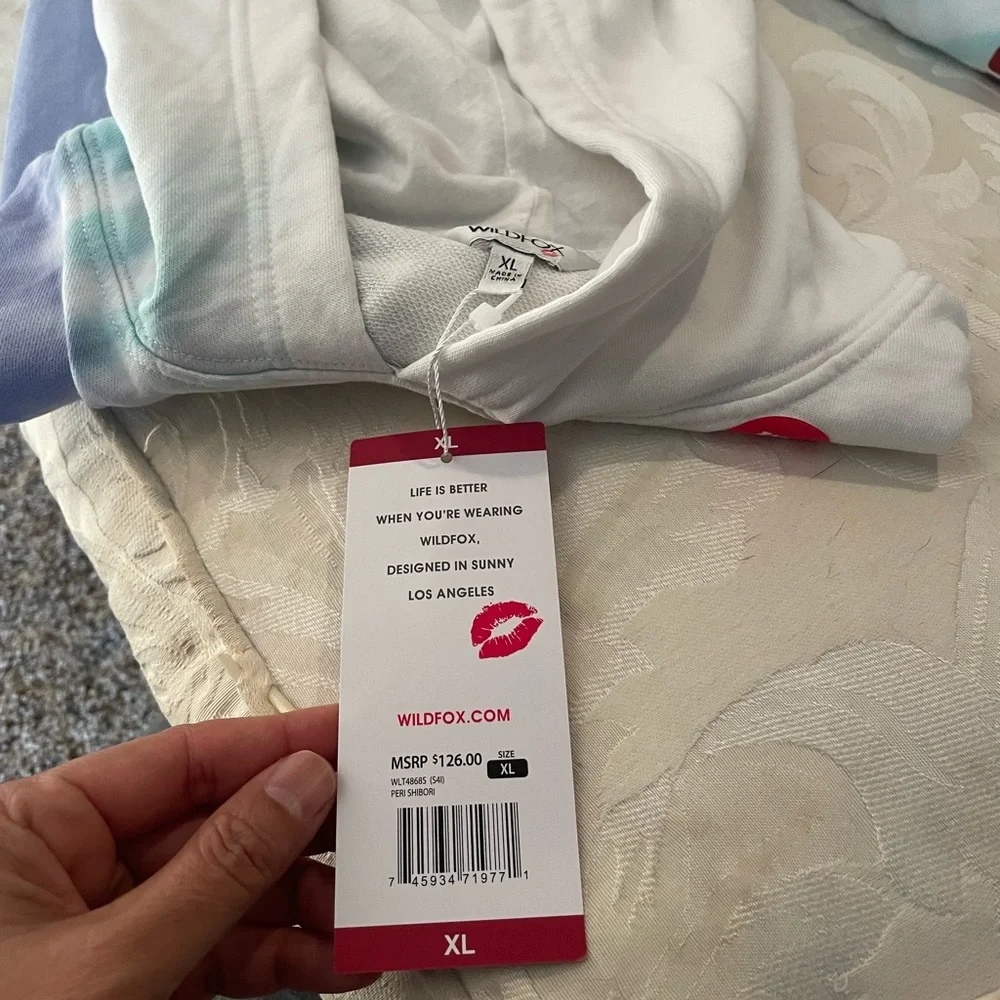 WILDFOX
XL
MADE IN
CHINA
XL
LIFE IS BETTER
WHEN YOU'RE WEARING
WILDFOX,
DESIGNED IN SUNNY
LOS ANGELES
WILDFOX.COM
MSRP $126.00
SIZE
XL
WLT4868S (S4I)
PERI SHIBORI
7 45934 71977 1
XL